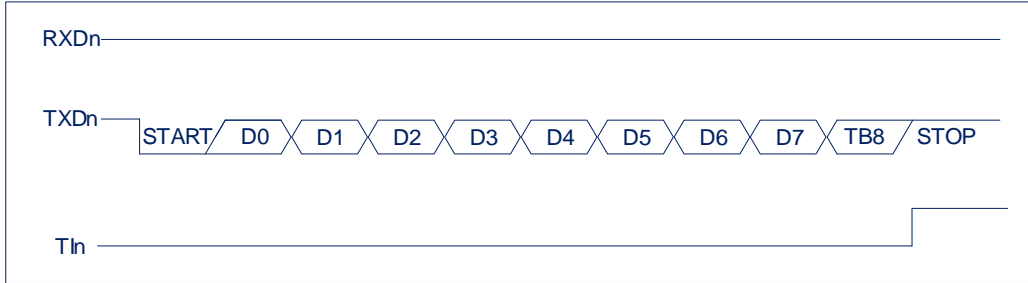 RXDn
TXDn
START D0 D1 D2 D3 D4 D5 D6 D7 TB8 STOP
TIn